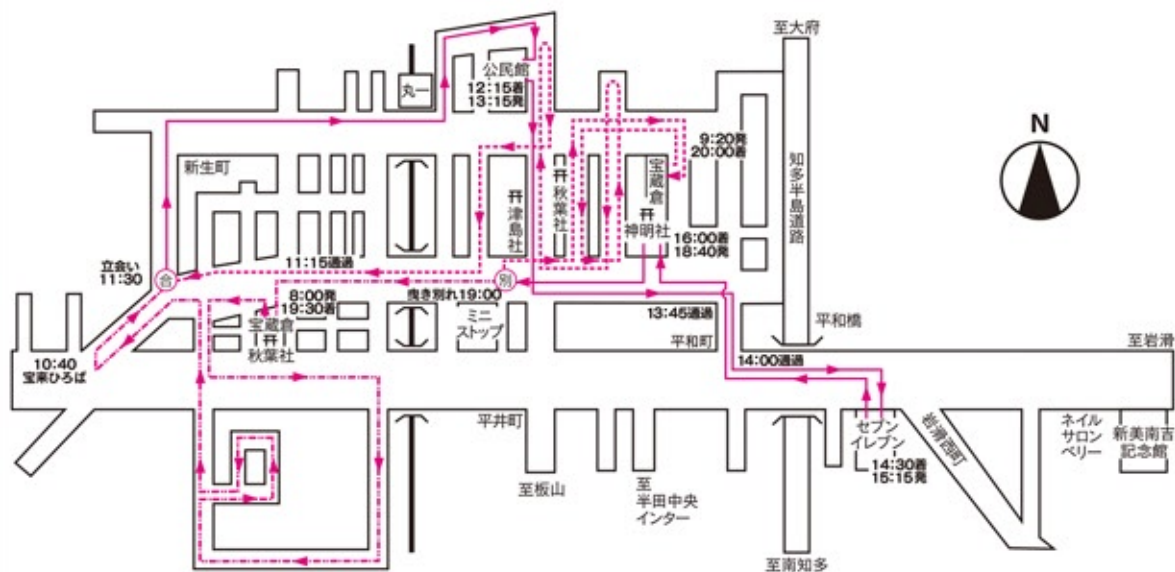 至大府
公民館
12:15着
13:15発
丸一
N
9:20発
20:00着
新生町
宝蔵倉
神明社
秋葉社
津島社
知多半島道路
16:00着
18:40発
立会い
11:30
合
11:15通過
別
8:00発
19:30着
曳き別れ19:00
13:45通過
宝蔵倉
秋葉社
ミニ
ストップ
平和町
平和橋
至岩滑
10:40
宝来ひろば
14:00通過
平井町
セブン
イレブン
14:30着
15:15発
岩滑西町
ネイル
サロン
ベリー
新美南吉
記念館
至板山
至
半田中央
インター
至南知多